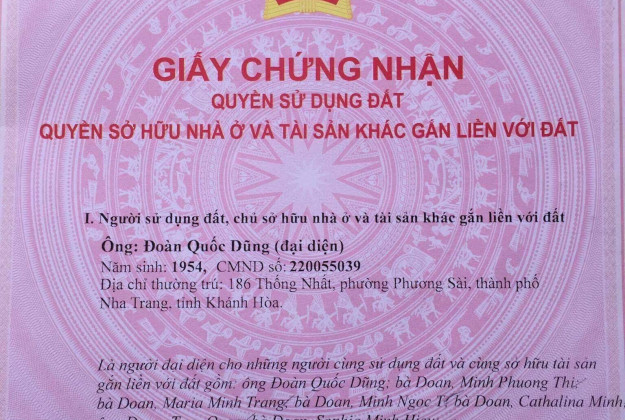 GIẤY CHỨNG NHẬN
QUYỀN SỬ DỤNG ĐẤT
QUYỀN SỞ HỮU NHÀ Ở VÀ TÀI SẢN KHÁC GẮN LIỀN VỚI ĐẤT
I. Người sử dụng đất, chủ sở hữu nhà ở và tài sản khác gắn liền với đất
Ông: Đoàn Quốc Dũng (đại diện)
Năm sinh: 1954, CMND số: 220055039
Địa chỉ thường trú: 186 Thống Nhất, phường Phương Sài, thành phố
Nha Trang, tỉnh Khánh Hòa.
Là người đại diện cho những người cùng sử dụng đất và cùng sở hữu tài sản
gắn liền với đất gồm: ông Đoàn Quốc Dũng; bà Doan, Minh Phuong Thi;
bà Doan, Maria Minh Trang; bà Doan, Minh Ngoc T; bà Doan, Cathalina Minh